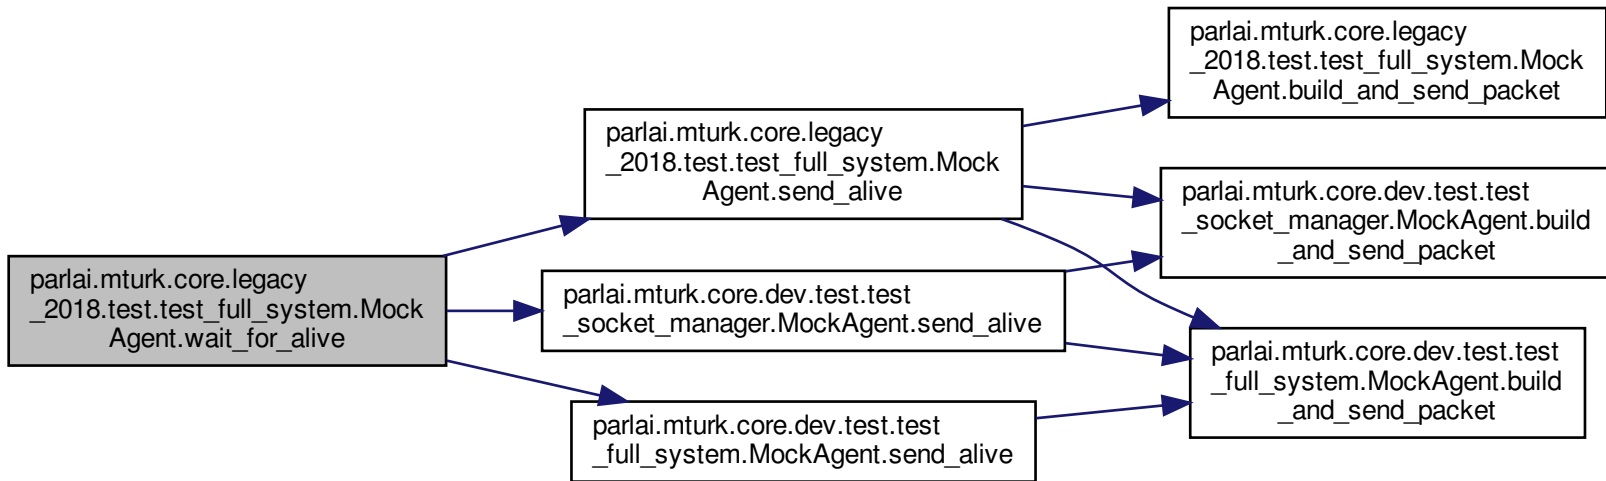 parlai.mturk.core.legacy
_2018.test.test_full_system.Mock
Agent.wait_for_alive
parlai.mturk.core.legacy
_2018.test.test_full_system.Mock
Agent.send_alive
parlai.mturk.core.dev.test.test
_socket_manager.MockAgent.send_alive
parlai.mturk.core.dev.test.test
_full_system.MockAgent.send_alive
parlai.mturk.core.legacy
_2018.test.test_full_system.Mock
Agent.build_and_send_packet
parlai.mturk.core.dev.test.test
_socket_manager.MockAgent.build
_and_send_packet
parlai.mturk.core.dev.test.test
_full_system.MockAgent.build
_and_send_packet